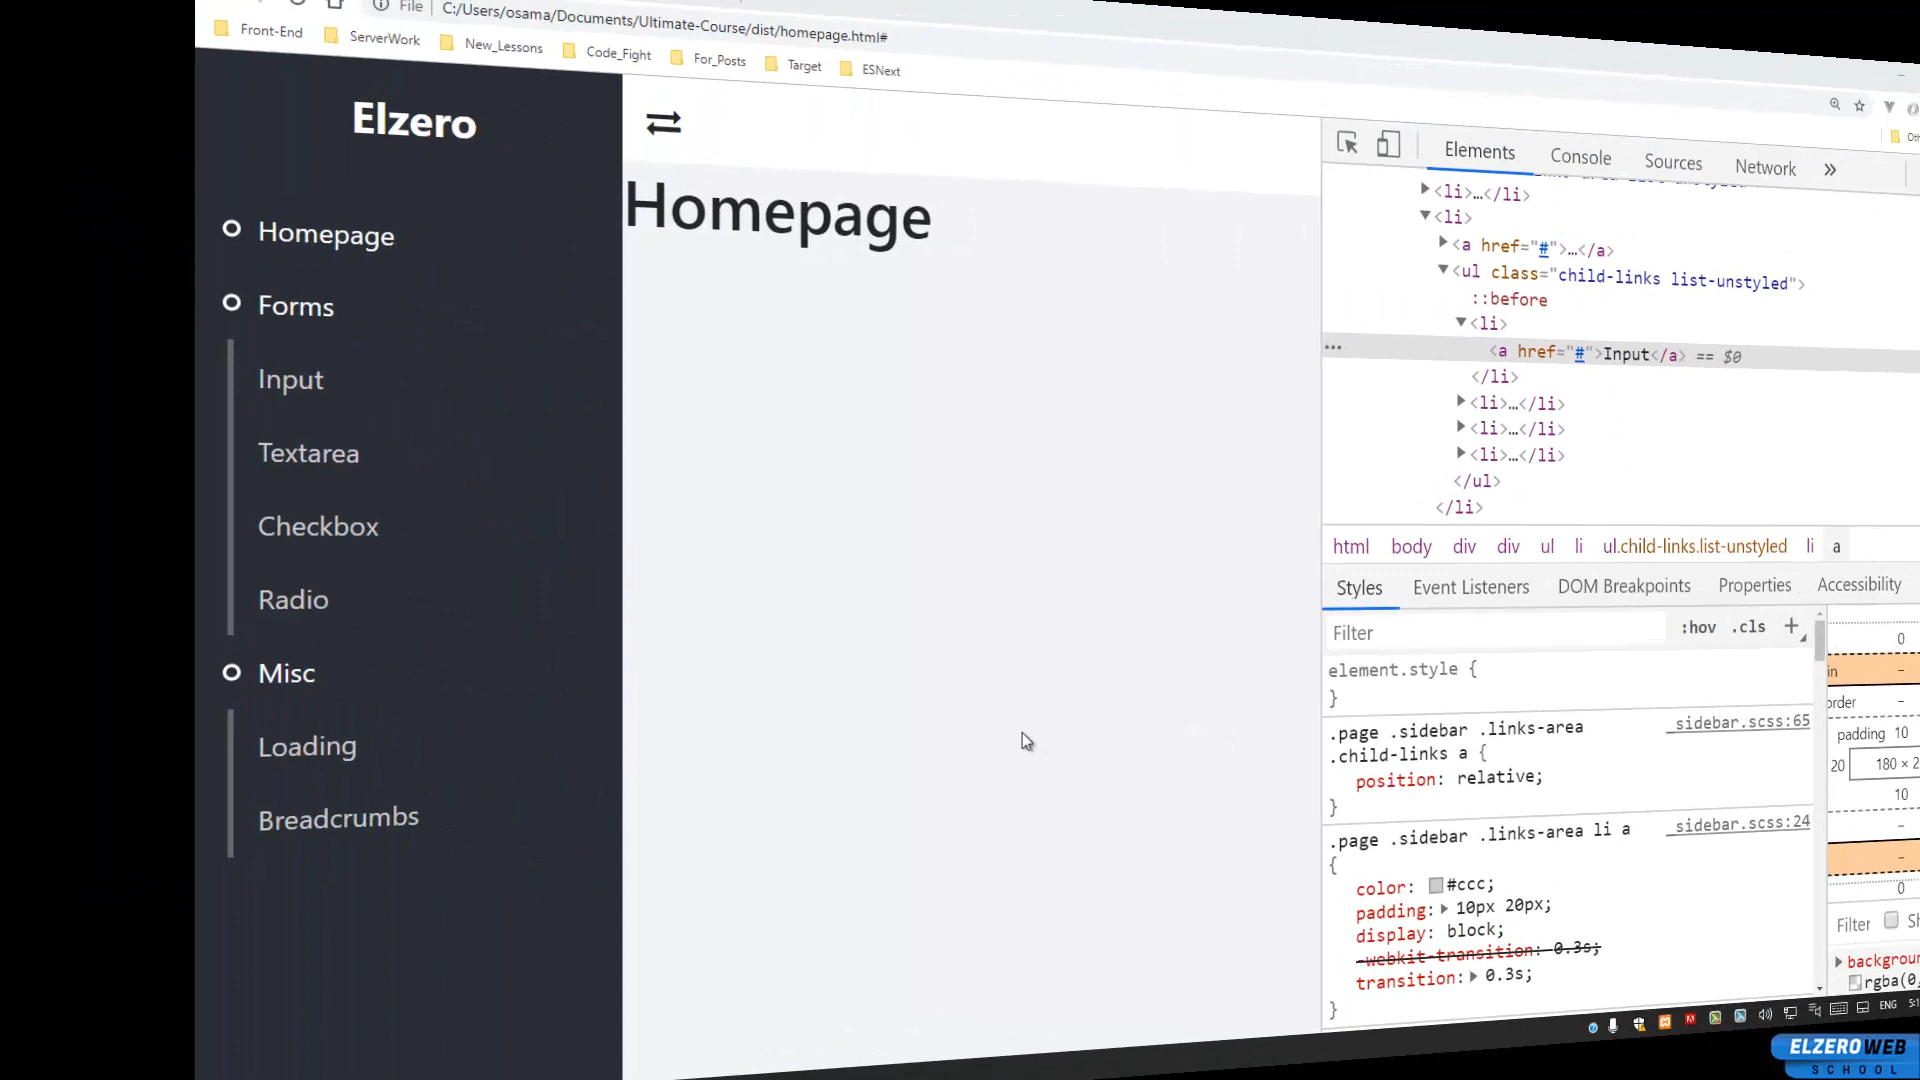 File C:/Users/osama/Documents/Ultimate-Course/dist/homepage.html#
Front-End ServerWork New_Lessons Code_Fight For_Posts Target ESNext
Elzero
Homepage
Forms
Input
Textarea
Checkbox
Radio
Misc
Loading
Breadcrumbs
Homepage
Elements Console Sources Network »
<li>…</li>
<li>
<a href="#">…</a>
<ul class="child-links list-unstyled">
::before
<li>
<a href="#">Input</a> == $0
</li>
<li>…</li>
<li>…</li>
<li>…</li>
</ul>
</li>
html body div div ul li ul.child-links.list-unstyled li a
Styles Event Listeners DOM Breakpoints Properties Accessibility
Filter :hov .cls +
element.style {
}
.page .sidebar .links-area sidebar.scss:65
.child-links a {
position: relative;
}
.page .sidebar .links-area li a sidebar.scss:24
{
color: #ccc;
padding: 10px 20px;
display: block;
-webkit-transition: 0.3s;
transition: 0.3s;
}
0
–
–
padding 10
20 180 ×
10
–
–
0
Filter
ENG
ELZEROWEB
SCHOOL